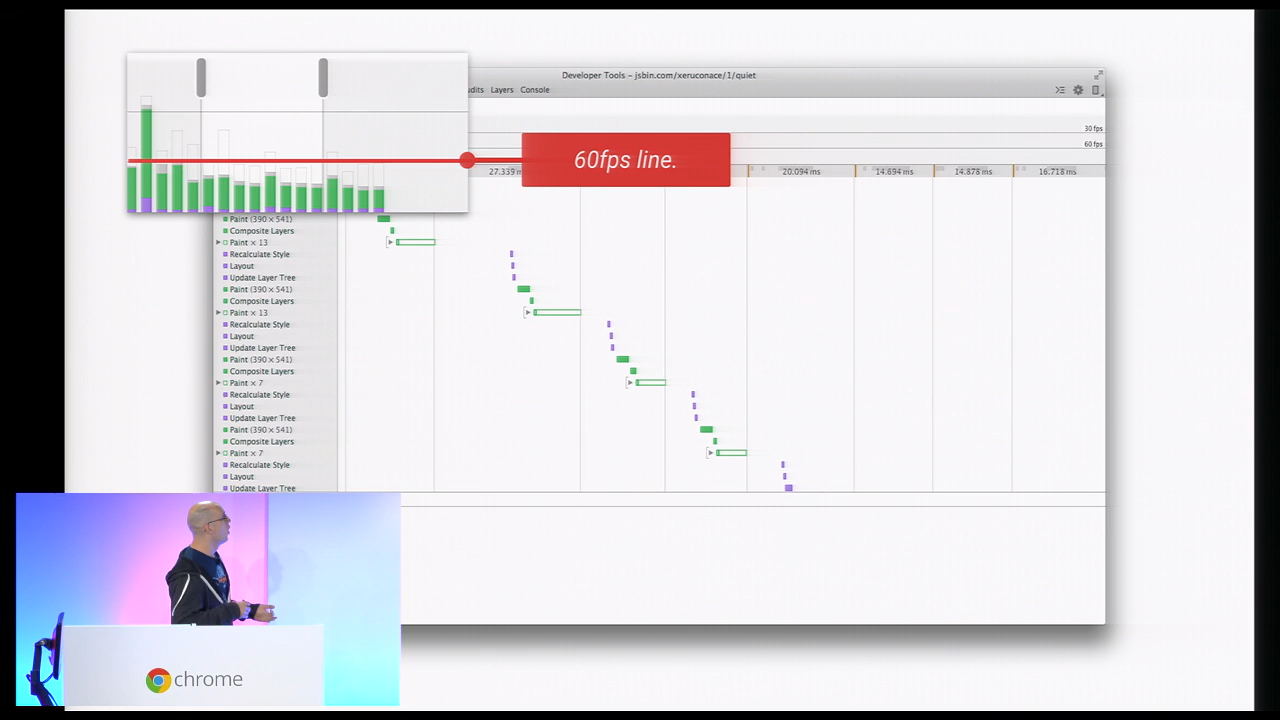 Developer Tools - jsbin.com/xeruconace/1/quiet
Layers Console
30 fps
60fps line.
60 fps
27.339 ms 20.094 ms 14.694 ms 14.878 ms 16.718 ms
Paint (390 × 541)
Composite Layers
Paint × 13
Recalculate Style
Layout
Update Layer Tree
Paint (390 × 541)
Composite Layers
Paint × 13
Recalculate Style
Layout
Update Layer Tree
Paint (390 × 541)
Composite Layers
Paint × 7
Recalculate Style
Layout
Update Layer Tree
Paint (390 × 541)
Composite Layers
Paint × 7
Recalculate Style
Layout
Update Layer Tree
chrome